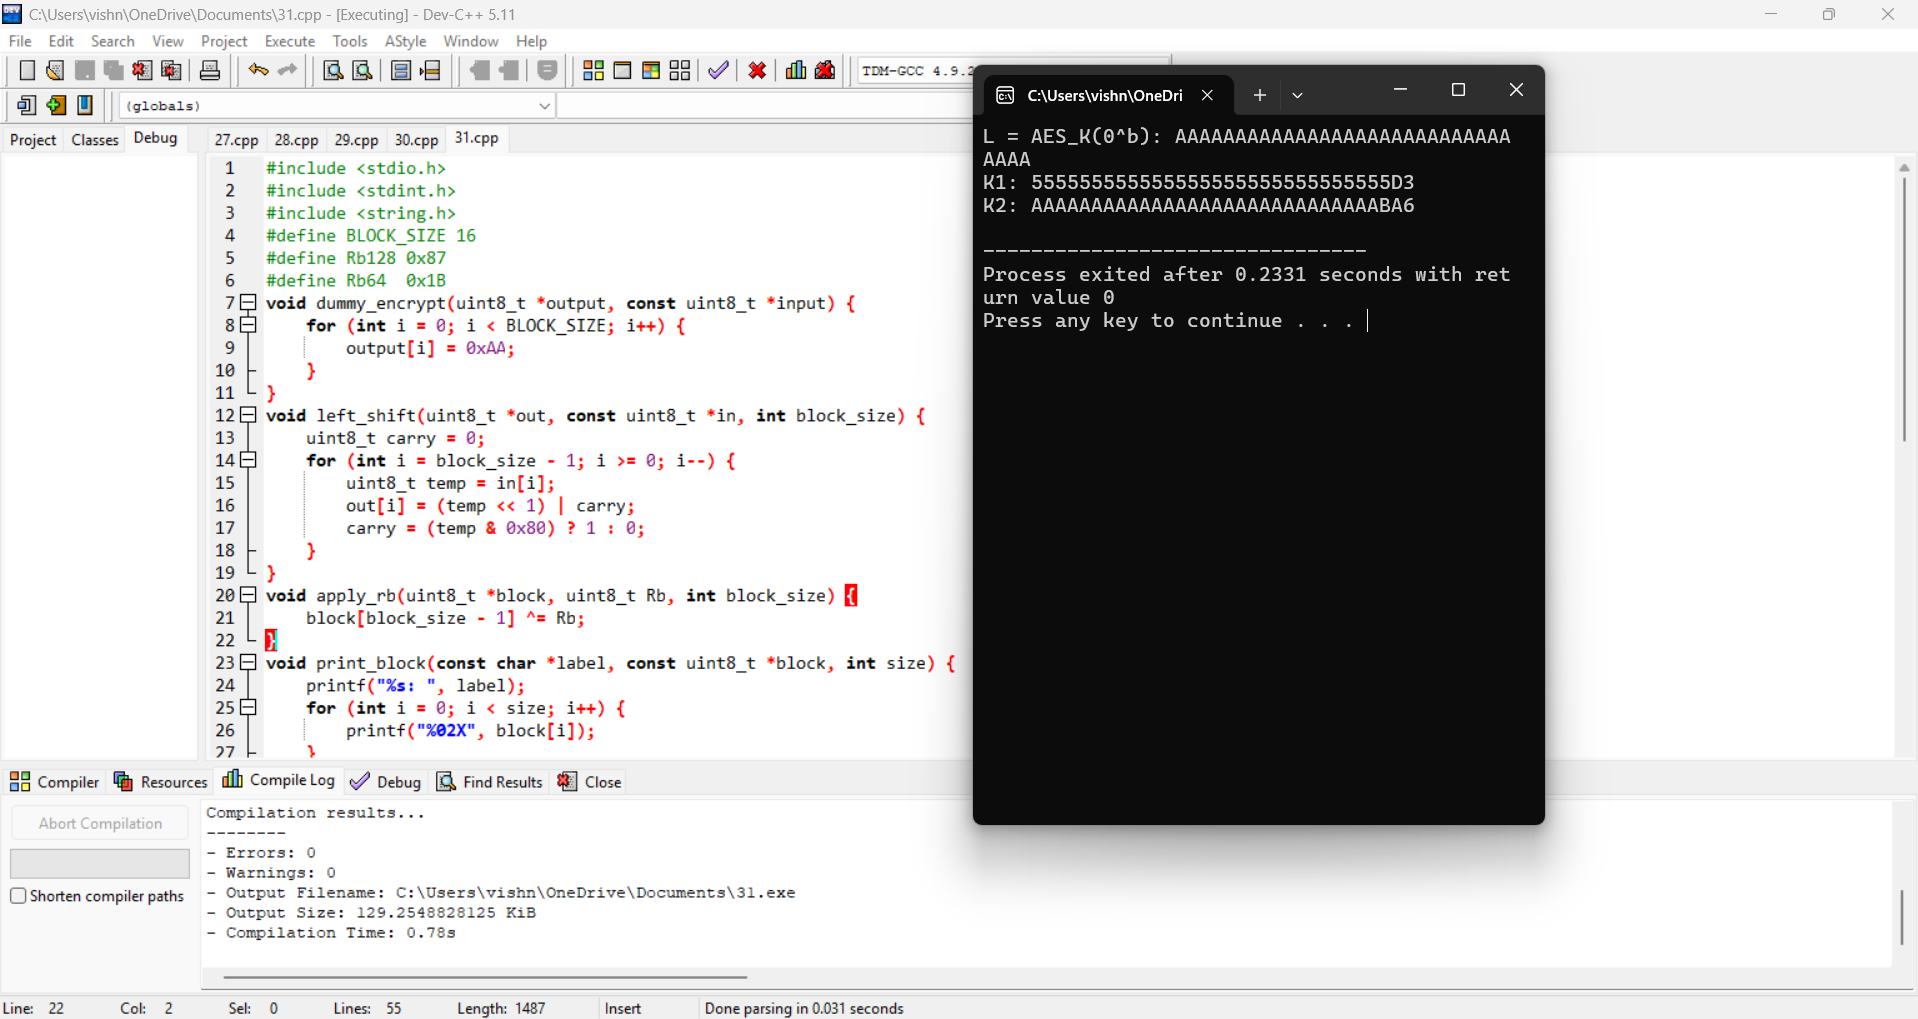 C:\Users\vishn\OneDrive\Documents\31.cpp - [Executing] - Dev-C++ 5.11
File Edit Search View Project Execute Tools AStyle Window Help
TDM-GCC 4.9.2
(globals)
Project Classes Debug
27.cpp 28.cpp 29.cpp 30.cpp 31.cpp
1 #include <stdio.h>
2 #include <stdint.h>
3 #include <string.h>
4 #define BLOCK_SIZE 16
5 #define Rb128 0x87
6 #define Rb64  0x1B
7 void dummy_encrypt(uint8_t *output, const uint8_t *input) {
8     for (int i = 0; i < BLOCK_SIZE; i++) {
9         output[i] = 0xAA;
10     }
11 }
12 void left_shift(uint8_t *out, const uint8_t *in, int block_size) {
13     uint8_t carry = 0;
14     for (int i = block_size - 1; i >= 0; i--) {
15         uint8_t temp = in[i];
16         out[i] = (temp << 1) | carry;
17         carry = (temp & 0x80) ? 1 : 0;
18     }
19 }
20 void apply_rb(uint8_t *block, uint8_t Rb, int block_size) {
21     block[block_size - 1] ^= Rb;
22 }
23 void print_block(const char *label, const uint8_t *block, int size) {
24     printf("%s: ", label);
25     for (int i = 0; i < size; i++) {
26         printf("%02X", block[i]);
27     }
C:\Users\vishn\OneDri
L = AES_K(0^b): AAAAAAAAAAAAAAAAAAAAAAAAAAAA
AAAA
K1: 555555555555555555555555555555D3
K2: AAAAAAAAAAAAAAAAAAAAAAAAAAAAABA6
--------------------------------
Process exited after 0.2331 seconds with ret
urn value 0
Press any key to continue . . .
Compiler Resources Compile Log Debug Find Results Close
Abort Compilation
Shorten compiler paths
Compilation results...
--------
- Errors: 0
- Warnings: 0
- Output Filename: C:\Users\vishn\OneDrive\Documents\31.exe
- Output Size: 129.2548828125 KiB
- Compilation Time: 0.78s
Line: 22 Col: 2 Sel: 0 Lines: 55 Length: 1487 Insert Done parsing in 0.031 seconds